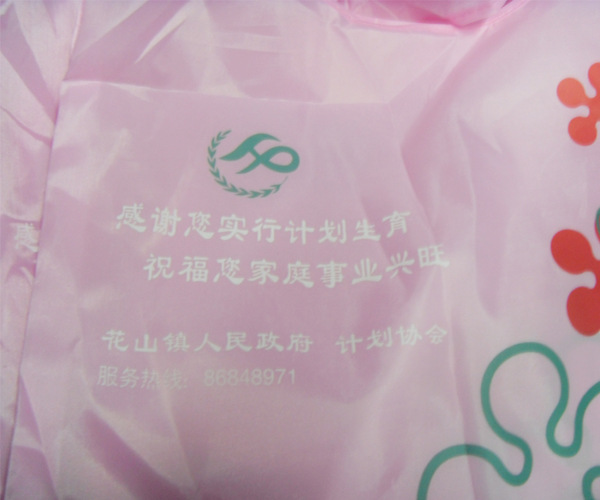 感谢您实行计划生育
祝福您家庭事业兴旺
花山镇人民政府 计划协会
服务热线: 86848971